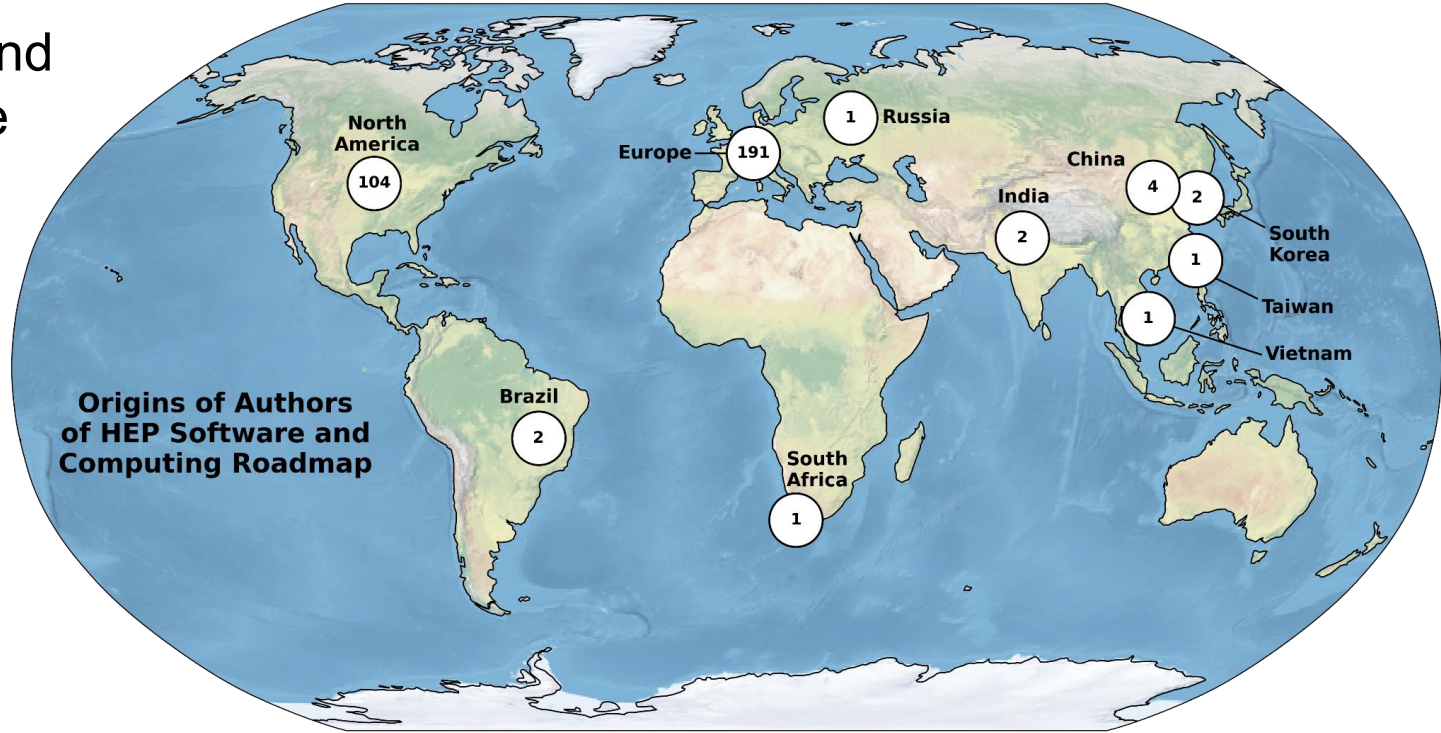 nd
e
North
America
104
Europe
191
1
Russia
China
4
2
South
Korea
India
2
1
Taiwan
1
Vietnam
Origins of Authors
of HEP Software and
Computing Roadmap
Brazil
2
South
Africa
1